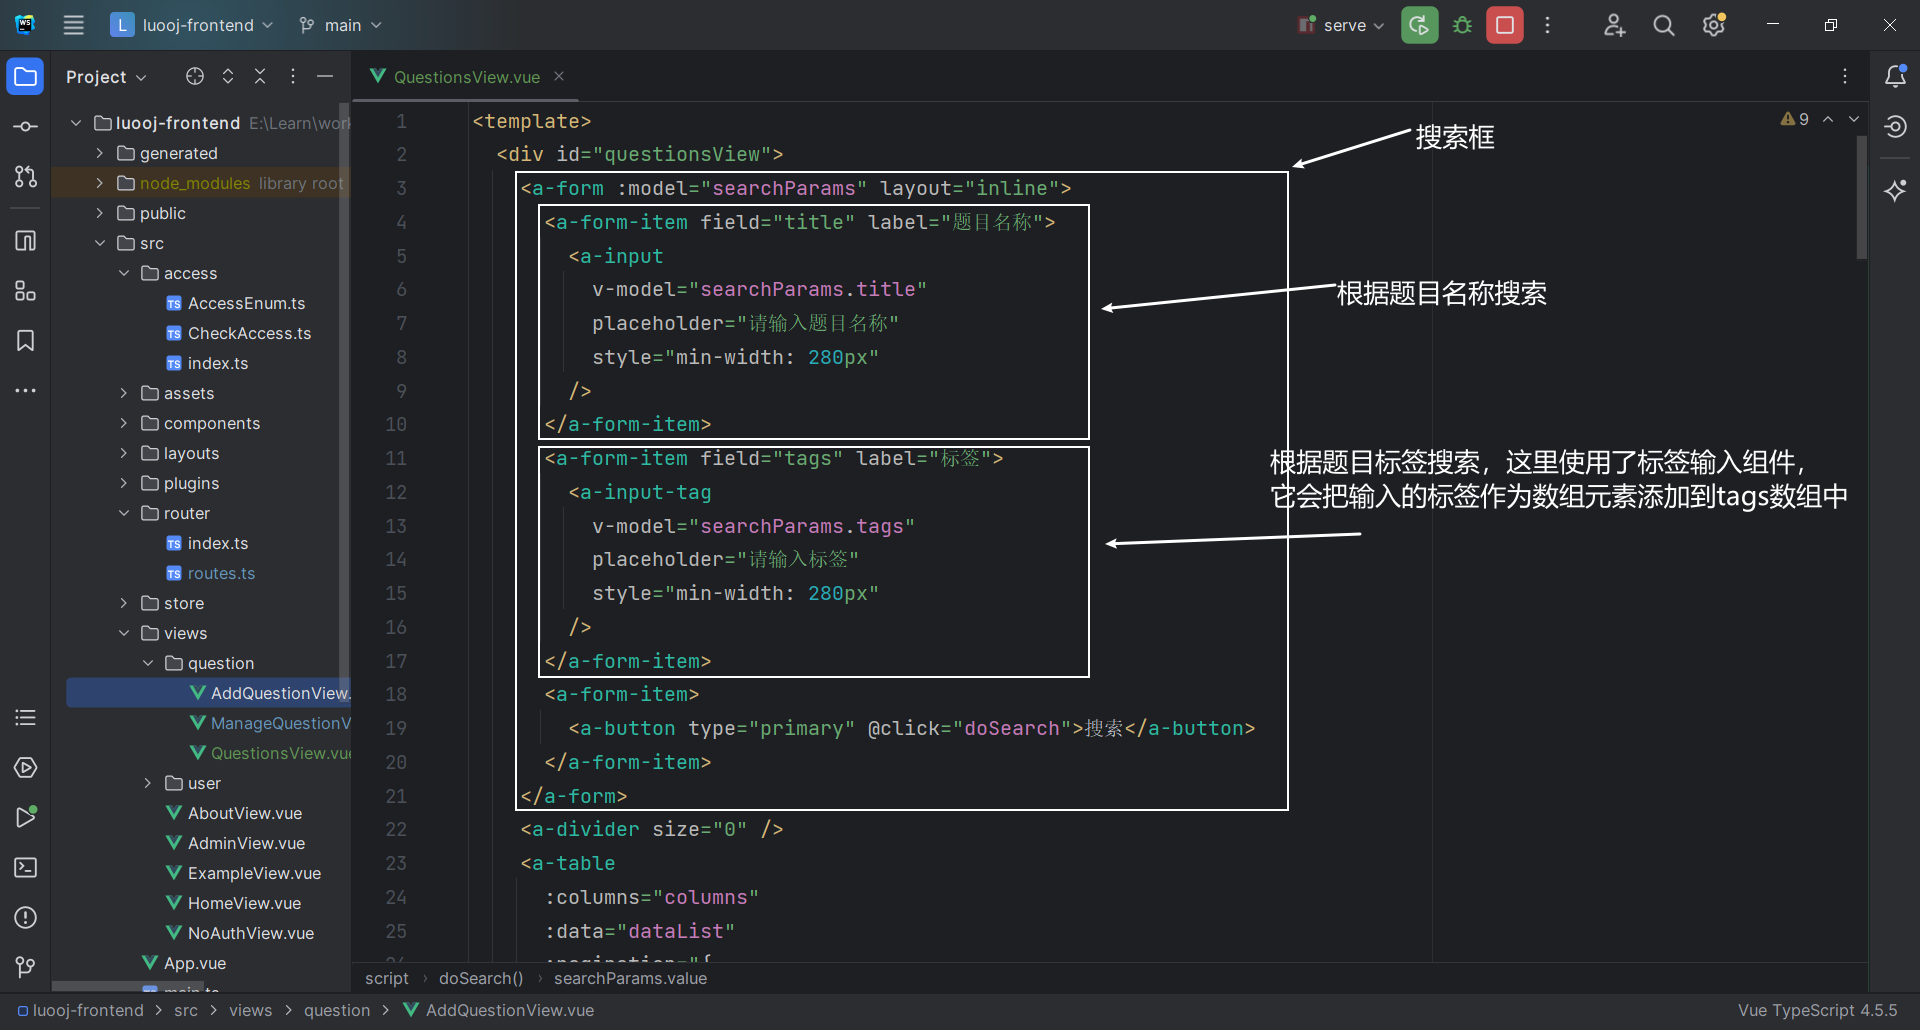 WS
L luooj-frontend
main
serve
Project
luooj-frontend E:\Learn\work
generated
node_modules library root
public
src
access
TS AccessEnum.ts
TS CheckAccess.ts
TS index.ts
assets
components
layouts
plugins
router
TS index.ts
TS routes.ts
store
views
question
AddQuestionView.
ManageQuestionV
QuestionsView.vue
user
AboutView.vue
AdminView.vue
ExampleView.vue
HomeView.vue
NoAuthView.vue
App.vue
main.ts
QuestionsView.vue
9
1 <template>
2 <div id="questionsView">
3 <a-form :model="searchParams" layout="inline">
4 <a-form-item field="title" label="题目名称">
5 <a-input
6 v-model="searchParams.title"
7 placeholder="请输入题目名称"
8 style="min-width: 280px"
9 />
10 </a-form-item>
11 <a-form-item field="tags" label="标签">
12 <a-input-tag
13 v-model="searchParams.tags"
14 placeholder="请输入标签"
15 style="min-width: 280px"
16 />
17 </a-form-item>
18 <a-form-item>
19 <a-button type="primary" @click="doSearch">搜索</a-button>
20 </a-form-item>
21 </a-form>
22 <a-divider size="0" />
23 <a-table
24 :columns="columns"
25 :data="dataList"
26 :pagination="{
搜索框
根据题目名称搜索
根据题目标签搜索，这里使用了标签输入组件，
它会把输入的标签作为数组元素添加到tags数组中
script › doSearch() › searchParams.value
luooj-frontend > src > views > question > AddQuestionView.vue
Vue TypeScript 4.5.5